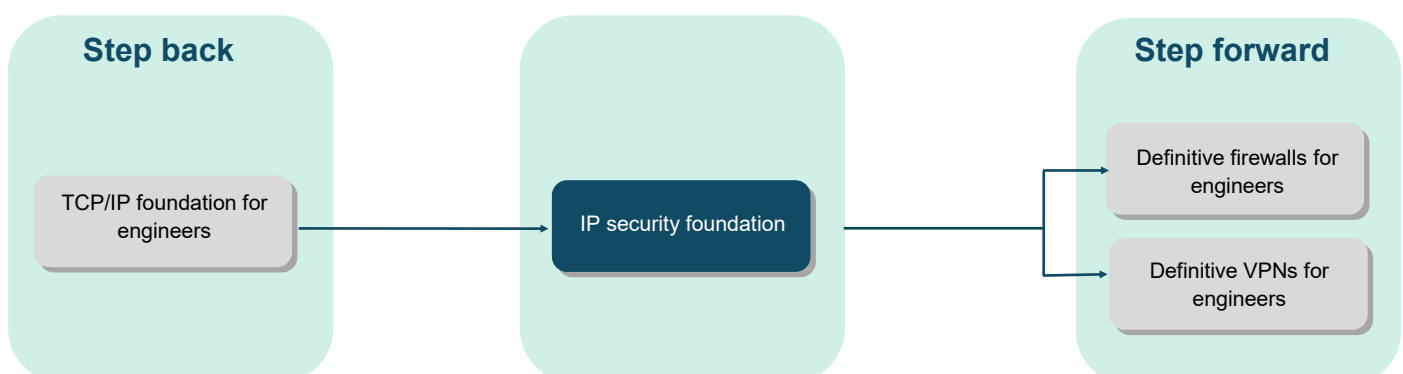 Step back
TCP/IP foundation for
engineers
IP security foundation
Step forward
Definitive firewalls for
engineers
Definitive VPNs for
engineers